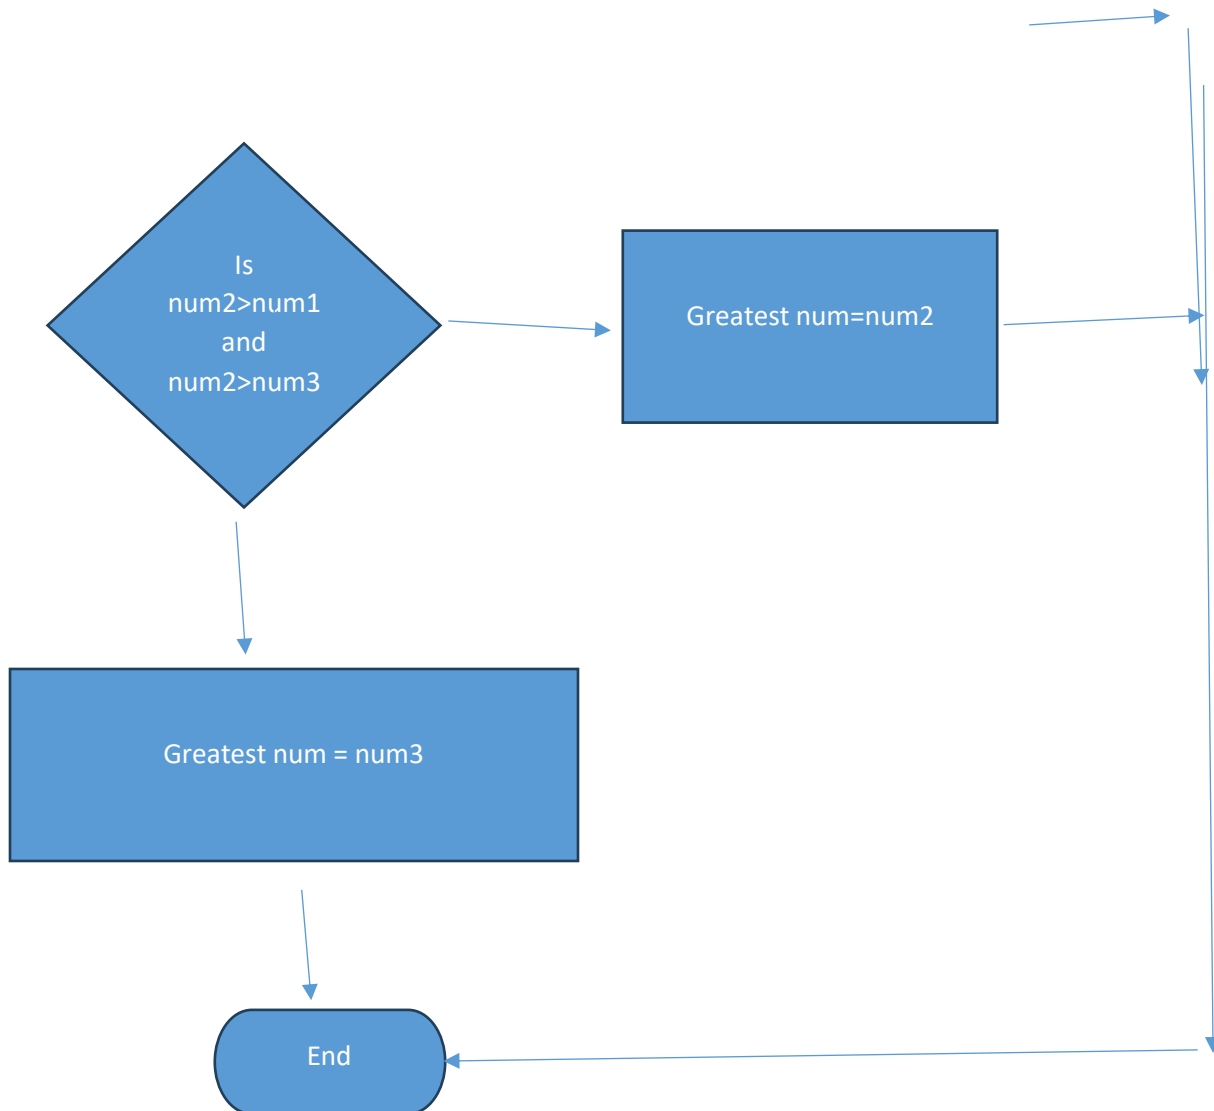 Is
num2>num1
and
num2>num3
Greatest num=num2
Greatest num = num3
End